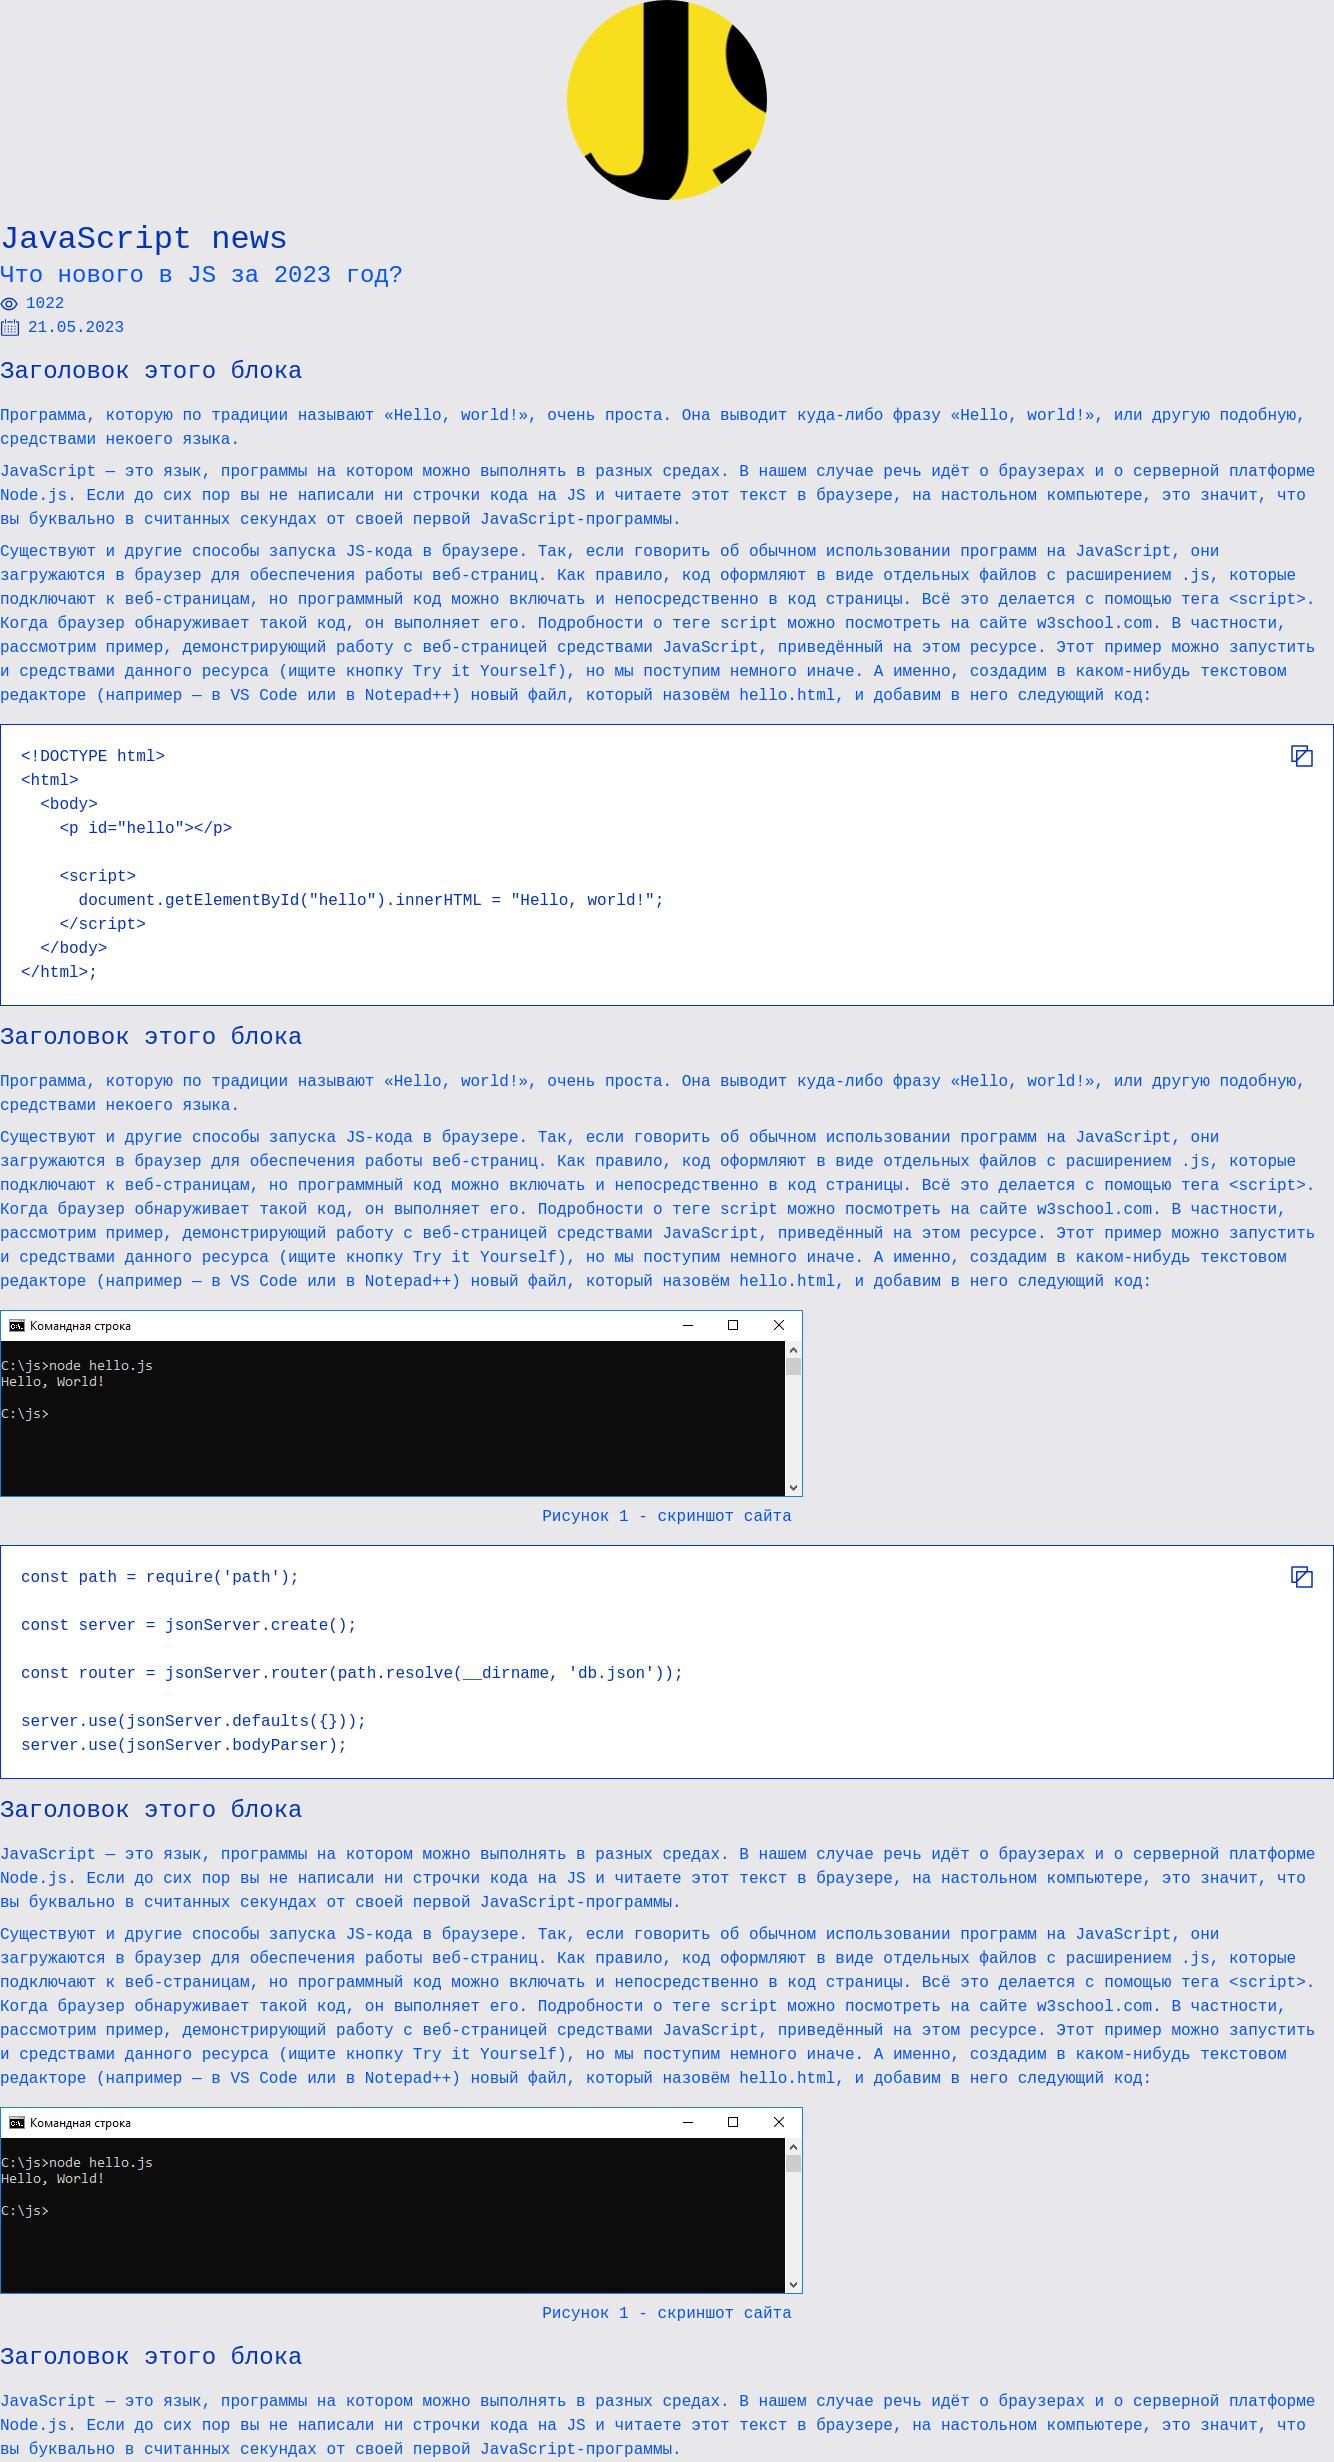 JS
JavaScript news
Что нового в JS за 2023 год?
1022
21.05.2023
Заголовок этого блока
Программа, которую по традиции называют «Hello, world!», очень проста. Она выводит куда-либо фразу «Hello, world!», или другую подобную,
средствами некоего языка.
JavaScript — это язык, программы на котором можно выполнять в разных средах. В нашем случае речь идёт о браузерах и о серверной платформе
Node.js. Если до сих пор вы не написали ни строчки кода на JS и читаете этот текст в браузере, на настольном компьютере, это значит, что
вы буквально в считанных секундах от своей первой JavaScript-программы.
Существуют и другие способы запуска JS-кода в браузере. Так, если говорить об обычном использовании программ на JavaScript, они
загружаются в браузер для обеспечения работы веб-страниц. Как правило, код оформляют в виде отдельных файлов с расширением .js, которые
подключают к веб-страницам, но программный код можно включать и непосредственно в код страницы. Всё это делается с помощью тега <script>.
Когда браузер обнаруживает такой код, он выполняет его. Подробности о теге script можно посмотреть на сайте w3school.com. В частности,
рассмотрим пример, демонстрирующий работу с веб-страницей средствами JavaScript, приведённый на этом ресурсе. Этот пример можно запустить
и средствами данного ресурса (ищите кнопку Try it Yourself), но мы поступим немного иначе. А именно, создадим в каком-нибудь текстовом
редакторе (например — в VS Code или в Notepad++) новый файл, который назовём hello.html, и добавим в него следующий код:
<!DOCTYPE html>
<html>
  <body>
    <p id="hello"></p>
    <script>
      document.getElementById("hello").innerHTML = "Hello, world!";
    </script>
  </body>
</html>;
Заголовок этого блока
Программа, которую по традиции называют «Hello, world!», очень проста. Она выводит куда-либо фразу «Hello, world!», или другую подобную,
средствами некоего языка.
Существуют и другие способы запуска JS-кода в браузере. Так, если говорить об обычном использовании программ на JavaScript, они
загружаются в браузер для обеспечения работы веб-страниц. Как правило, код оформляют в виде отдельных файлов с расширением .js, которые
подключают к веб-страницам, но программный код можно включать и непосредственно в код страницы. Всё это делается с помощью тега <script>.
Когда браузер обнаруживает такой код, он выполняет его. Подробности о теге script можно посмотреть на сайте w3school.com. В частности,
рассмотрим пример, демонстрирующий работу с веб-страницей средствами JavaScript, приведённый на этом ресурсе. Этот пример можно запустить
и средствами данного ресурса (ищите кнопку Try it Yourself), но мы поступим немного иначе. А именно, создадим в каком-нибудь текстовом
редакторе (например — в VS Code или в Notepad++) новый файл, который назовём hello.html, и добавим в него следующий код:
Командная строка
C:\js>node hello.js
Hello, World!
C:\js>
Рисунок 1 - скриншот сайта
const path = require('path');
const server = jsonServer.create();
const router = jsonServer.router(path.resolve(__dirname, 'db.json'));
server.use(jsonServer.defaults({}));
server.use(jsonServer.bodyParser);
Заголовок этого блока
JavaScript — это язык, программы на котором можно выполнять в разных средах. В нашем случае речь идёт о браузерах и о серверной платформе
Node.js. Если до сих пор вы не написали ни строчки кода на JS и читаете этот текст в браузере, на настольном компьютере, это значит, что
вы буквально в считанных секундах от своей первой JavaScript-программы.
Существуют и другие способы запуска JS-кода в браузере. Так, если говорить об обычном использовании программ на JavaScript, они
загружаются в браузер для обеспечения работы веб-страниц. Как правило, код оформляют в виде отдельных файлов с расширением .js, которые
подключают к веб-страницам, но программный код можно включать и непосредственно в код страницы. Всё это делается с помощью тега <script>.
Когда браузер обнаруживает такой код, он выполняет его. Подробности о теге script можно посмотреть на сайте w3school.com. В частности,
рассмотрим пример, демонстрирующий работу с веб-страницей средствами JavaScript, приведённый на этом ресурсе. Этот пример можно запустить
и средствами данного ресурса (ищите кнопку Try it Yourself), но мы поступим немного иначе. А именно, создадим в каком-нибудь текстовом
редакторе (например — в VS Code или в Notepad++) новый файл, который назовём hello.html, и добавим в него следующий код:
Командная строка
C:\js>node hello.js
Hello, World!
C:\js>
Рисунок 1 - скриншот сайта
Заголовок этого блока
JavaScript — это язык, программы на котором можно выполнять в разных средах. В нашем случае речь идёт о браузерах и о серверной платформе
Node.js. Если до сих пор вы не написали ни строчки кода на JS и читаете этот текст в браузере, на настольном компьютере, это значит, что
вы буквально в считанных секундах от своей первой JavaScript-программы.